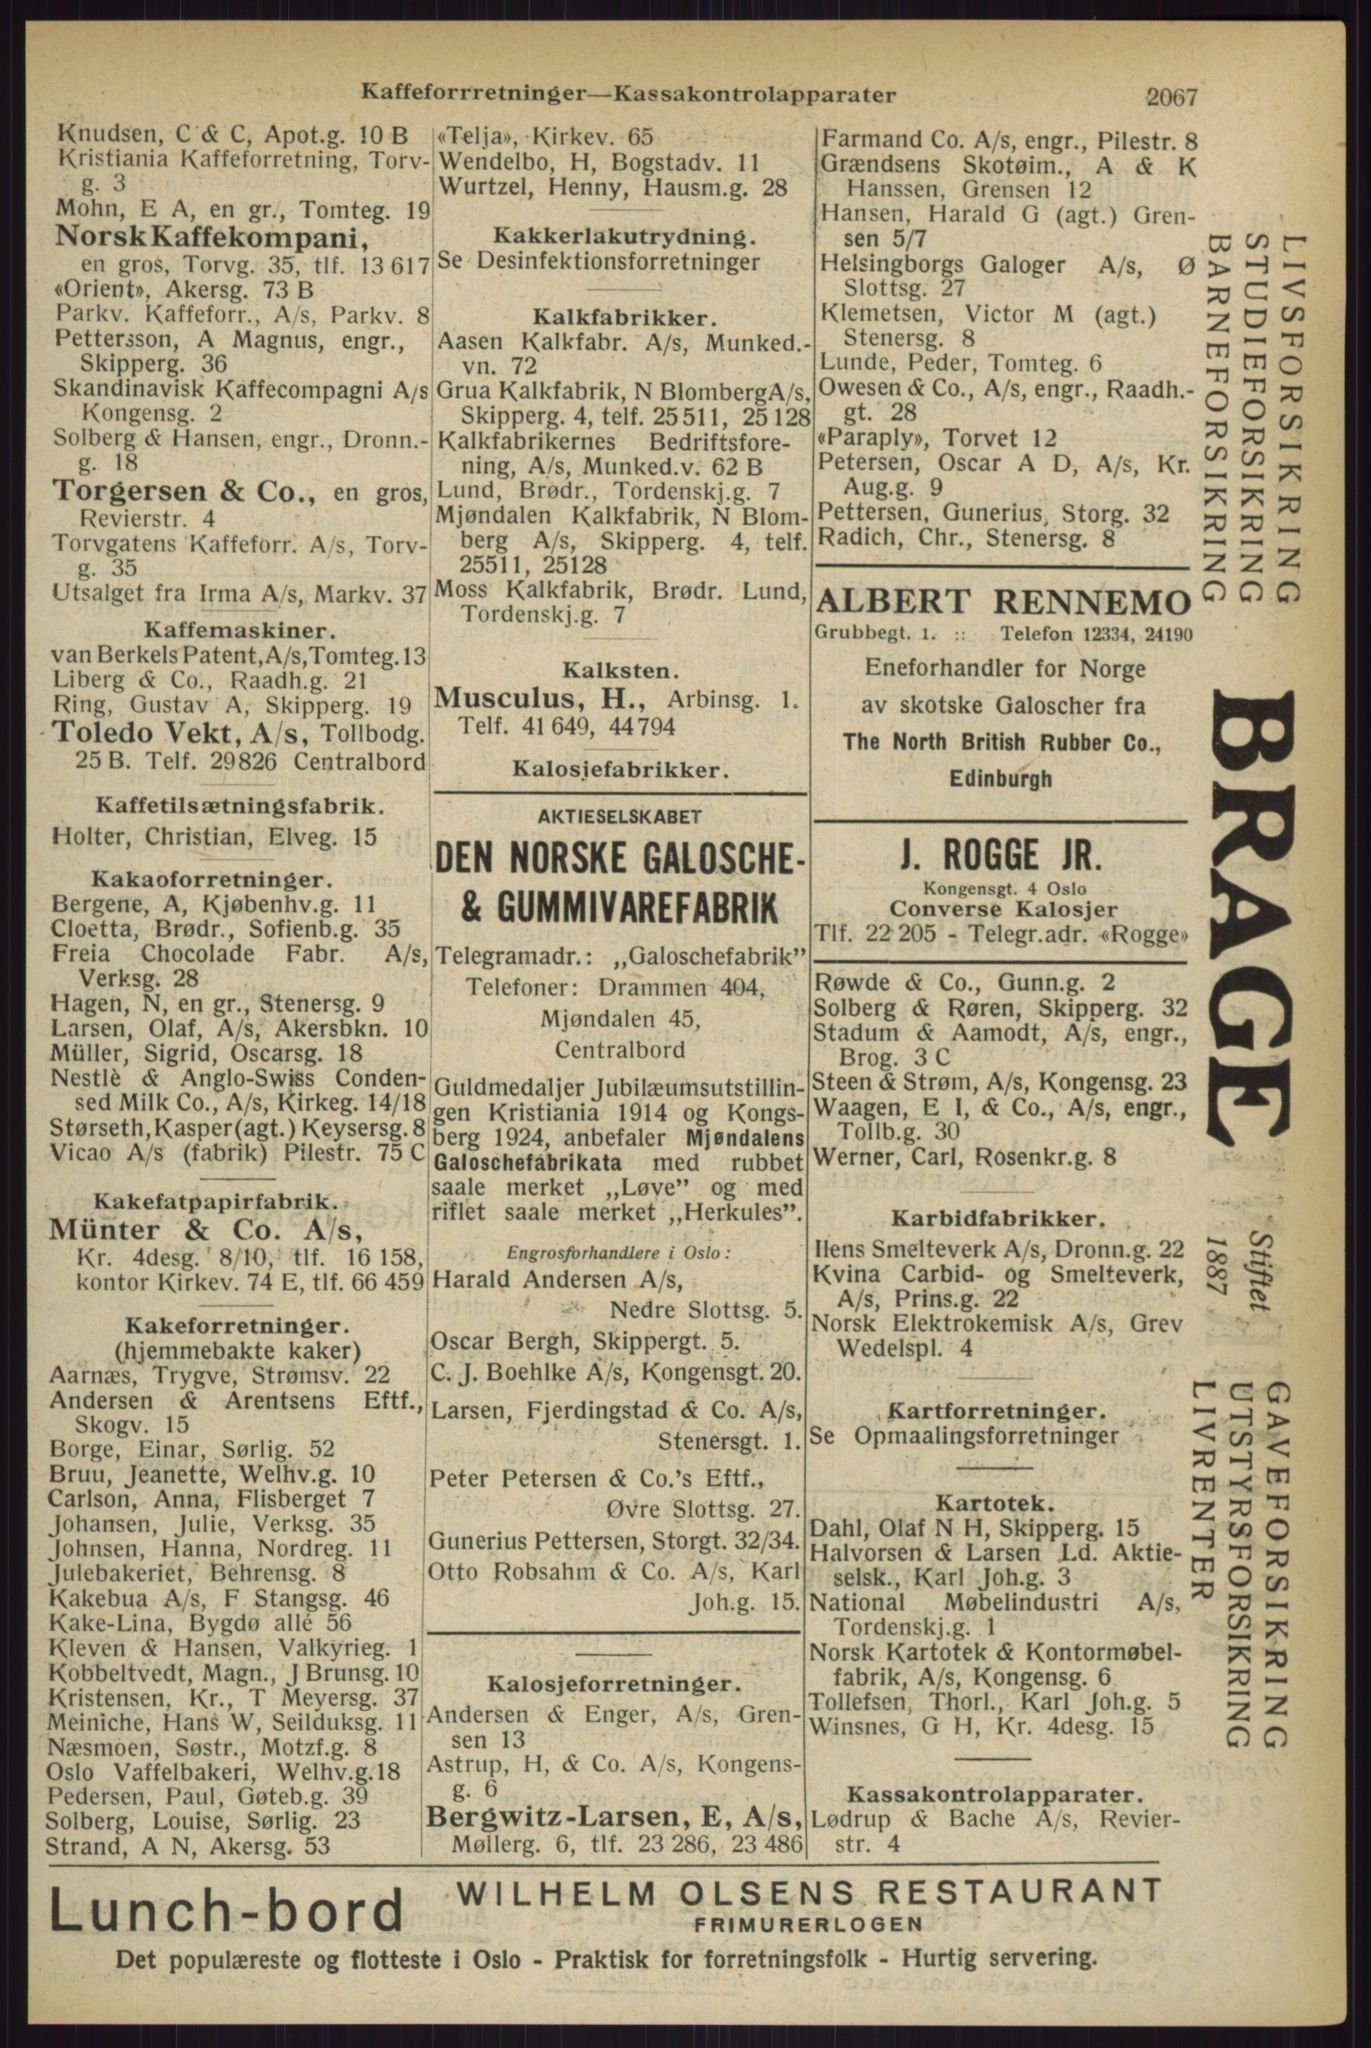 Kaffeforrretninger—Kassakontrolapparater
2067
Knudsen, C & C, Apot.g. 10 B
Kristiania Kaffeforretning, Torv-
g. 3
Mohn, E A, en gr., Tomteg. 19
Norsk Kaffekompani,
en gros, Torvg. 35, tlf. 13 617
«Orient», Akersg. 73 B
Parkv. Kaffeforr., A/s, Parkv. 8
Pettersson, A Magnus, engr.,
Skipperg. 36
Skandinavisk Kaffecompagni A/s
Kongensg. 2
Solberg & Hansen, engr., Dronn.-
g. 18
Torgersen & Co., en gros,
Revierstr. 4
Torvgatens Kaffeforr. A/s, Torv-
g. 35
Utsalget fra Irma A/s, Markv. 37
Kaffemaskiner.
van Berkels Patent, A/s, Tomteg. 13
Liberg & Co., Raadh.g. 21
Ring, Gustav A, Skipperg. 19
Toledo Vekt, A/s, Tollbodg.
25 B. Telf. 29826 Centralbord
Kaffetilsætningsfabrik.
Holter, Christian, Elveg. 15
Kakaoforretninger.
Bergene, A, Kjøbenhv.g. 11
Cloetta, Brødr., Sofienb.g. 35
Freia Chocolade Fabr. A/s,
Verksg. 28
Hagen, N, en gr., Stenersg. 9
Larsen, Olaf, A/s, Akersbkn. 10
Müller, Sigrid, Oscarsg. 18
Nestlè & Anglo-Swiss Conden-
sed Milk Co., A/s, Kirkeg. 14/18
Størseth, Kasper (agt.) Keysersg. 8
Vicao A/s (fabrik) Pilestr. 75 C
Kakefatpapirfabrik.
Münter & Co. A/s,
Kr. 4desg. 8/10, tlf. 16 158,
kontor Kirkev. 74 E, tlf. 66 459
Kakeforretninger.
(hjemmebakte kaker)
Aarnæs, Trygve, Strømsv. 22
Andersen & Arentsens Eftf.,
Skogv. 15
Borge, Einar, Sørlig. 52
Bruu, Jeanette, Welhv.g. 10
Carlson, Anna, Flisberget 7
Johansen, Julie, Verksg. 35
Johnsen, Hanna, Nordreg. 11
Julebakeriet, Behrensg. 8
Kakebua A/s, F Stangsg. 46
Kake-Lina, Bygdø allé 56
Kleven & Hansen, Valkyrieg. 1
Kobbeltvedt, Magn., J Brunsg. 10
Kristensen, Kr., T Meyersg. 37
Meiniche, Hans W, Seilduksg. 11
Næsmoen, Søstr., Motzf.g. 8
Oslo Vaffelbakeri, Welhv.g. 18
Pedersen, Paul, Gøteb.g. 39
Solberg, Louise, Sørlig. 23
Strand, A N, Akersg. 53
«Telja», Kirkev. 65
Wendelbo, H, Bogstadv. 11
Wurtzel, Henny, Hausm.g. 28
Kakkerlakutrydning.
Se Desinfektionsforretninger
Kalkfabrikker.
Aasen Kalkfabr. A/s, Munked.-
vn. 72
Grua Kalkfabrik, N Blomberg A/s,
Skipperg. 4, telf. 25 511, 25 128
Kalkfabrikernes Bedriftsfore-
ning, A/s, Munked.v. 62 B
Lund, Brødr., Tordenskj.g. 7
Mjøndalen Kalkfabrik, N Blom-
berg A/s, Skipperg. 4, telf.
25511, 25128
Moss Kalkfabrik, Brødr. Lund,
Tordenskj.g. 7
Kalksten.
Musculus, H., Arbinsg. 1.
Telf. 41 649, 44 794
Kalosjefabrikker.
AKTIESELSKABET
DEN NORSKE GALOSCHE-
& GUMMIVAREFABRIK
Telegramadr.: „Galoschefabrik”
Telefoner: Drammen 404,
Mjøndalen 45,
Centralbord
Guldmedaljer Jubilæumsutstillin-
gen Kristiania 1914 og Kongs-
berg 1924, anbefaler Mjøndalens
Galoschefabrikata med rubbet
saale merket „Løve” og med
riflet saale merket „Herkules”.
Engrosforhandlere i Oslo:
Harald Andersen A/s,
Nedre Slottsg. 5.
Oscar Bergh, Skippergt. 5.
C. J. Boehlke A/s, Kongensgt. 20.
Larsen, Fjerdingstad & Co. A/s,
Stenersgt. 1.
Peter Petersen & Co.'s Eftf.,
Øvre Slottsg. 27.
Gunerius Pettersen, Storgt. 32/34.
Otto Robsahm & Co. A/s, Karl
Joh.g. 15.
Kalosjeforretninger.
Andersen & Enger, A/s, Gren-
sen 13
Astrup, H, & Co. A/s, Kongens-
g. 6
Bergwitz-Larsen, E, A/s,
Møllerg. 6, tlf. 23 286, 23 486
Farmand Co. A/s, engr., Pilestr. 8
Grændsens Skotøim., A & K
Hanssen, Grensen 12
Hansen, Harald G (agt.) Gren-
sen 5/7
Helsingborgs Galoger A/s, Ø
Slottsg. 27
Klemetsen, Victor M (agt.)
Stenersg. 8
Lunde, Peder, Tomteg. 6
Owesen & Co., A/s, engr., Raadh.-
gt. 28
«Paraply», Torvet 12
Petersen, Oscar A D, A/s, Kr.
Aug.g. 9
Pettersen, Gunerius, Storg. 32
Radich, Chr., Stenersg. 8
ALBERT RENNEMO
Grubbegt. 1. :: Telefon 12334, 24190
Eneforhandler for Norge
av skotske Galoscher fra
The North British Rubber Co.,
Edinburgh
J. ROGGE JR.
Kongensgt. 4 Oslo
Converse Kalosjer
Tlf. 22 205 - Telegr.adr. «Rogge»
Røwde & Co., Gunn.g. 2
Solberg & Røren, Skipperg. 32
Stadum & Aamodt, A/s, engr.,
Brog. 3 C
Steen & Strøm, A/s, Kongensg. 23
Waagen, E I, & Co., A/s, engr.,
Tollb.g. 30
Werner, Carl, Rosenkr.g. 8
Karbidfabrikker.
Ilens Smelteverk A/s, Dronn.g. 22
Kvina Carbid- og Smelteverk,
A/s, Prins.g. 22
Norsk Elektrokemisk A/s, Grev
Wedelspl. 4
Kartforretninger.
Se Opmaalingsforretninger
Kartotek.
Dahl, Olaf N H, Skipperg. 15
Halvorsen & Larsen Ld. Aktie-
selsk., Karl Joh.g. 3
National Møbelindustri A/s,
Tordenskj.g. 1
Norsk Kartotek & Kontormøbel-
fabrik, A/s, Kongensg. 6
Tollefsen, Thorl., Karl Joh.g. 5
Winsnes, G H, Kr. 4desg. 15
Kassakontrolapparater.
Lødrup & Bache A/s, Revier-
str. 4
LIVSFORSIKRING
STUDIEFORSIKRING
BARNEFORSIKRING
BRAGE
Stiftet
1887
GAVEFORSIKRING
UTSTYRSFORSIKRING
LIVRENTER
Lunch-bord
WILHELM OLSENS RESTAURANT
FRIMURERLOGEN
Det populæreste og flotteste i Oslo - Praktisk for forretningsfolk - Hurtig servering.